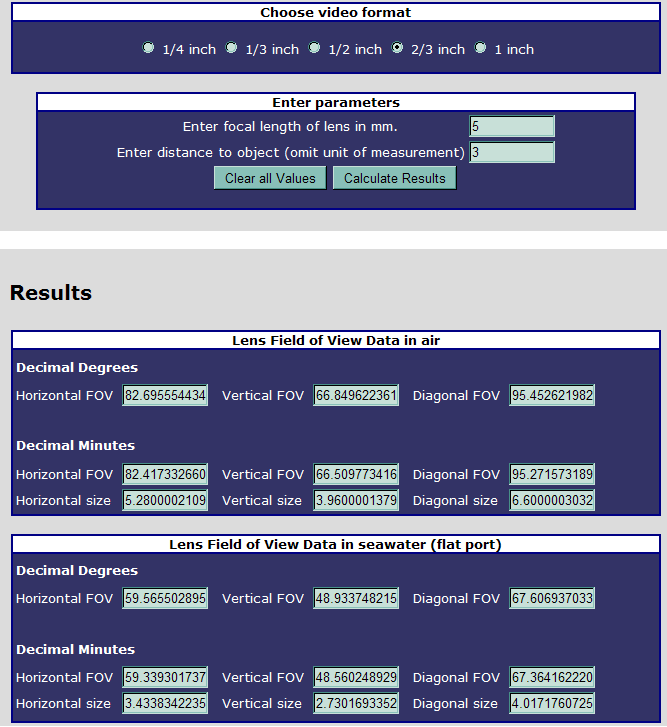 Choose video format
1/4 inch 1/3 inch 1/2 inch 2/3 inch 1 inch
Enter parameters
Enter focal length of lens in mm. 5
Enter distance to object (omit unit of measurement) 3
Clear all Values Calculate Results
Results
Lens Field of View Data in air
Decimal Degrees
Horizontal FOV 82.695554434 Vertical FOV 66.849622361 Diagonal FOV 95.452621982
Decimal Minutes
Horizontal FOV 82.417332660 Vertical FOV 66.509773416 Diagonal FOV 95.271573189
Horizontal size 5.2800002109 Vertical size 3.9600001379 Diagonal size 6.6000003032
Lens Field of View Data in seawater (flat port)
Decimal Degrees
Horizontal FOV 59.565502895 Vertical FOV 48.933748215 Diagonal FOV 67.606937033
Decimal Minutes
Horizontal FOV 59.339301737 Vertical FOV 48.560248929 Diagonal FOV 67.364162220
Horizontal size 3.4338342235 Vertical size 2.7301693352 Diagonal size 4.0171760725